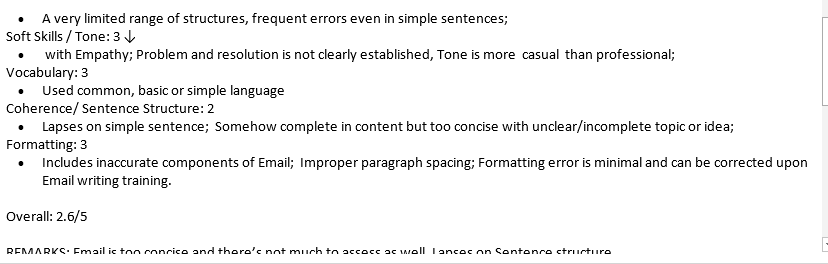 • A very limited range of structures, frequent errors even in simple sentences;
Soft Skills / Tone: 3 ↓
• with Empathy; Problem and resolution is not clearly established, Tone is more casual than professional;
Vocabulary: 3
• Used common, basic or simple language
Coherence/ Sentence Structure: 2
• Lapses on simple sentence; Somehow complete in content but too concise with unclear/incomplete topic or idea;
Formatting: 3
• Includes inaccurate components of Email; Improper paragraph spacing; Formatting error is minimal and can be corrected upon
Email writing training.
Overall: 2.6/5
REMARKS: Email is too concise and there's not much to assess as well. Lapses on Sentence structure